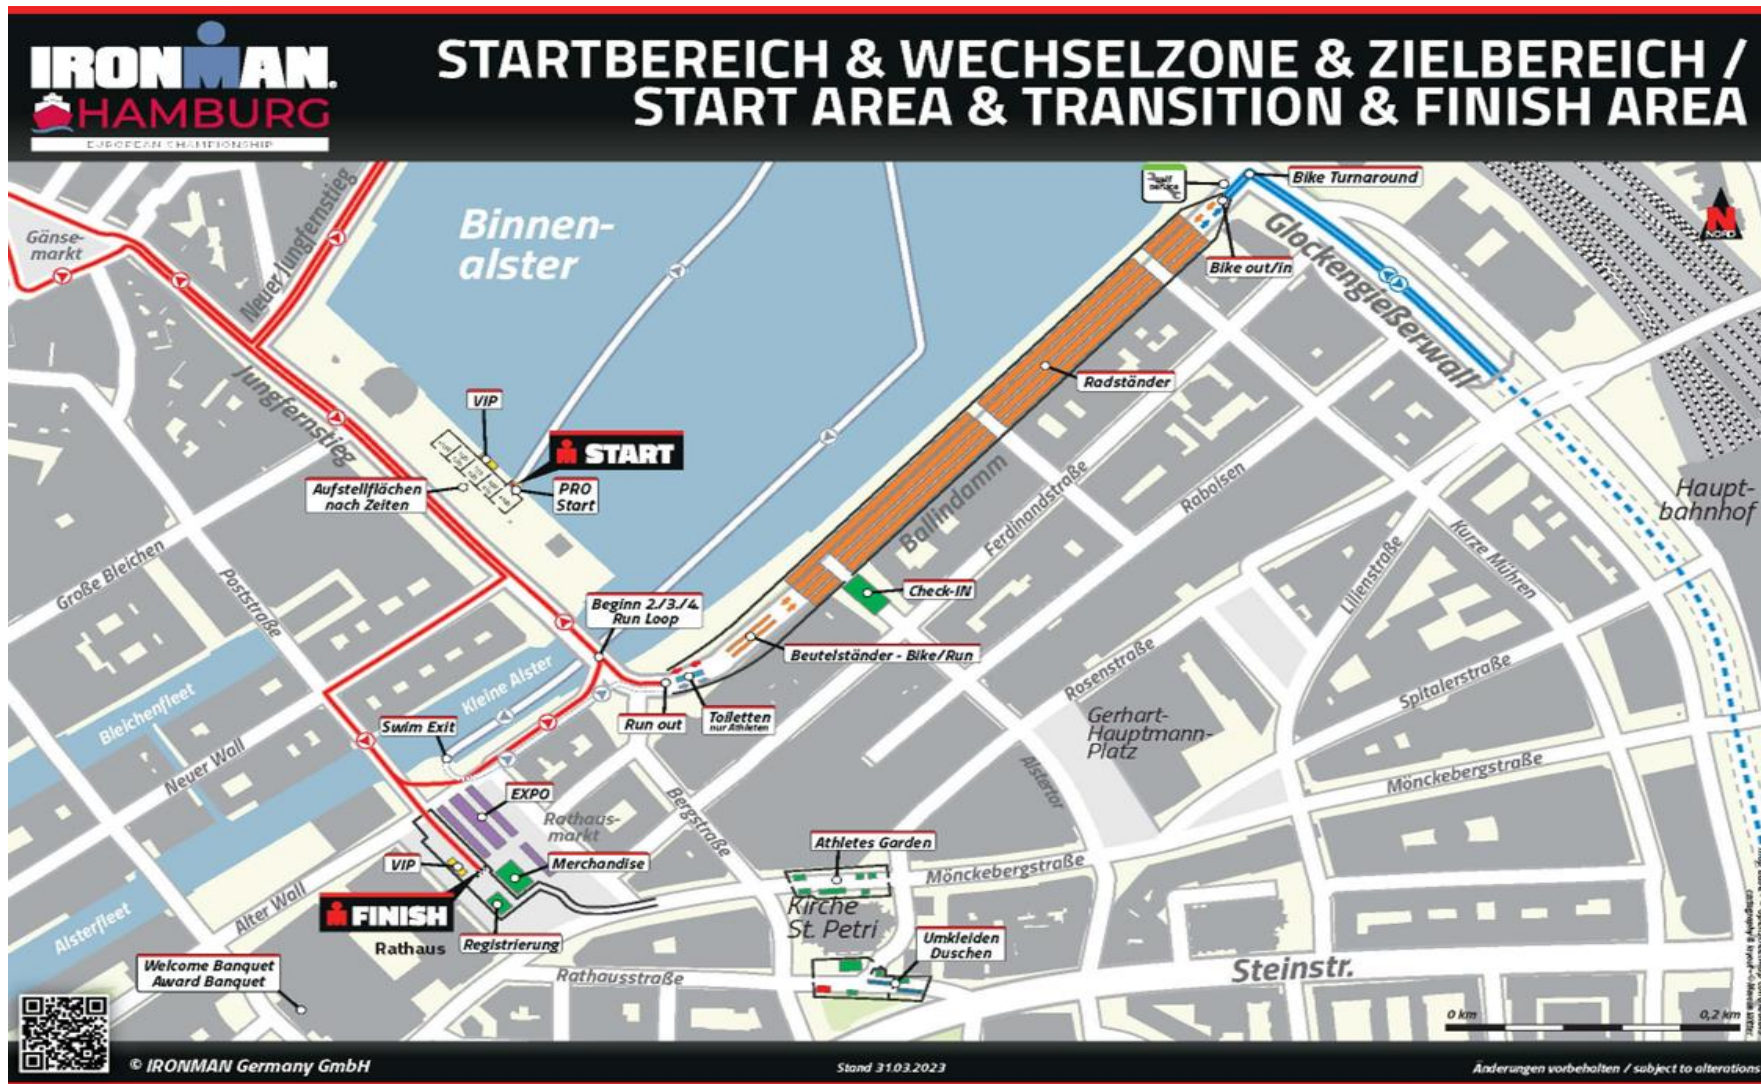 IRONMAN
HAMBURG
EUROPEAN CHAMPIONSHIP
STARTBEREICH & WECHSELZONE & ZIELBEREICH /
START AREA & TRANSITION & FINISH AREA
Gänse-
markt
Neuer Jungfernstieg
Binnen-
alster
self
service
Bike Turnaround
NORD
Bike out/in
Glockengießerwall
Jungfernstieg
VIP
START
Radständer
Aufstellflächen
nach Zeiten
PRO
Start
Ballindamm
Ferdinandstraße
Raboisen
Haupt-
bahnhof
Große Bleichen
Poststraße
Lilienstraße
Kurze Mühren
Beginn 2./3./4.
Run Loop
Check-IN
Beutelständer - Bike/Run
Kleine Alster
Bleichenfleet
Rosenstraße
Spitalerstraße
Swim Exit
Run out
Toiletten
nur Athleten
Gerhart-
Hauptmann-
Platz
Neuer Wall
Alstertor
Mönckebergstraße
EXPO
Rathaus-
markt
Bergstraße
Athletes Garden
VIP
Merchandise
Mönckebergstraße
FINISH
Kirche
St. Petri
Alter Wall
Alsterfleet
Rathaus
Registrierung
Umkleiden
Duschen
Welcome Banquet
Award Banquet
Rathausstraße
Steinstr.
0 km
0,2 km
© IRONMAN Germany GmbH
Stand 31.03.2023
Änderungen vorbehalten / subject to alterations